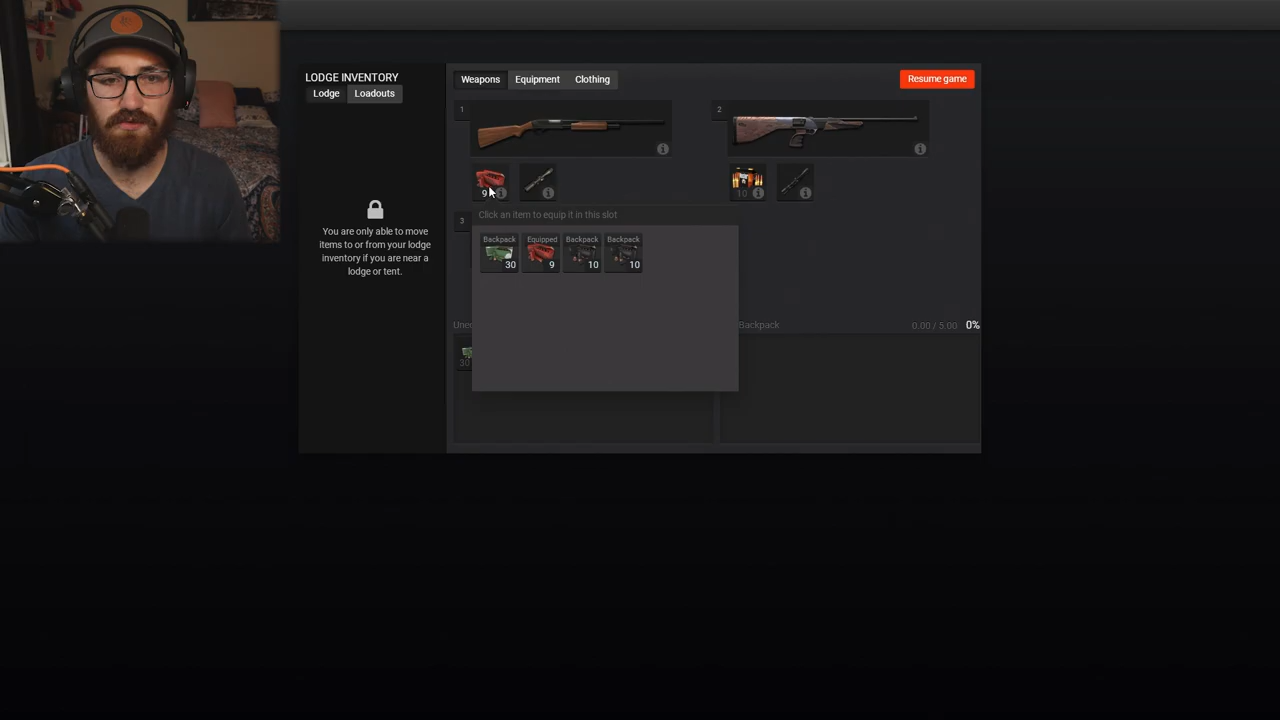 LODGE INVENTORY
Lodge Loadouts
Weapons Equipment Clothing
Resume game
1
2
9
10
3
Click an item to equip it in this slot
Backpack Equipped Backpack Backpack
30 9 10 10
You are only able to move
items to or from your lodge
inventory if you are near a
lodge or tent.
Backpack 0.00 / 5.00 0%
30